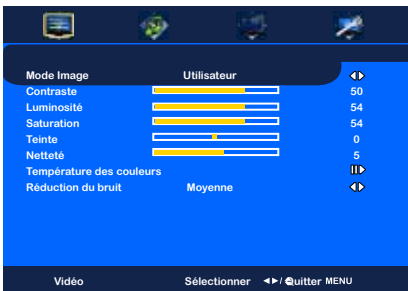 Mode Image Utilisateur
Contraste 50
Luminosité 54
Saturation 54
Teinte 0
Netteté 5
Température des couleurs
Réduction du bruit Moyenne
Vidéo Sélectionner ◄►/ Quitter MENU